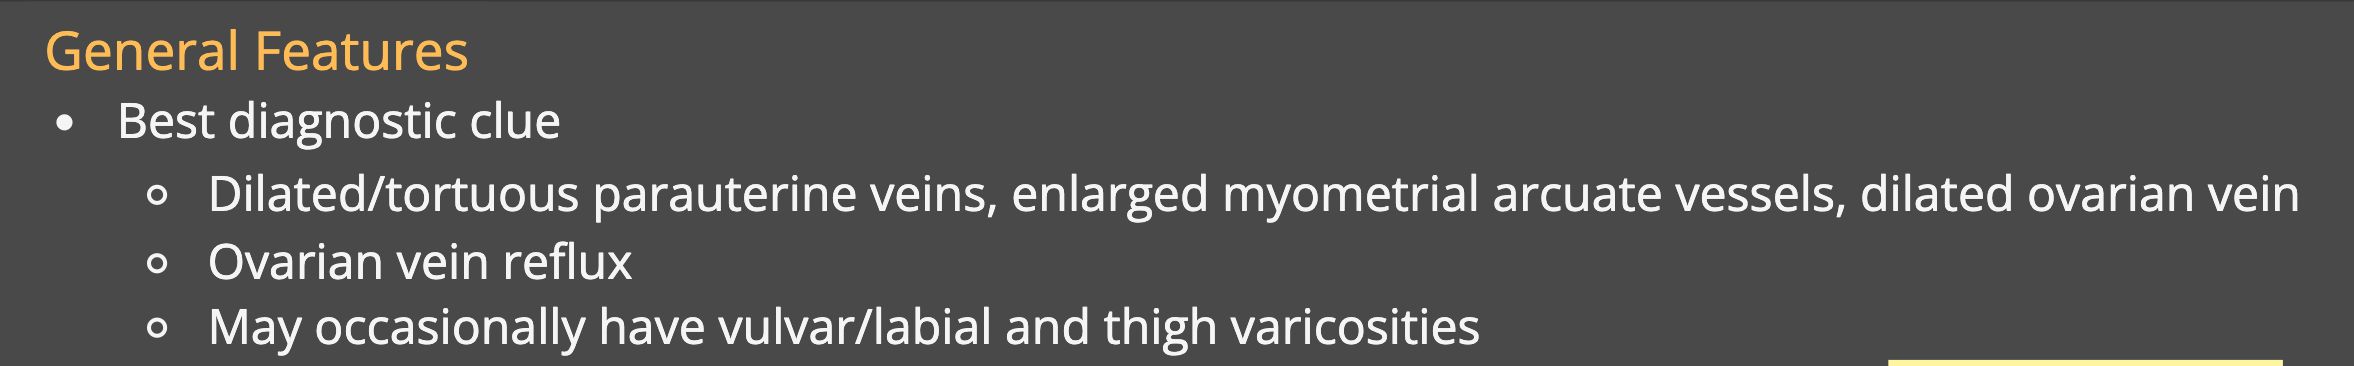 General Features
• Best diagnostic clue
○ Dilated/tortuous parauterine veins, enlarged myometrial arcuate vessels, dilated ovarian vein
○ Ovarian vein reflux
○ May occasionally have vulvar/labial and thigh varicosities